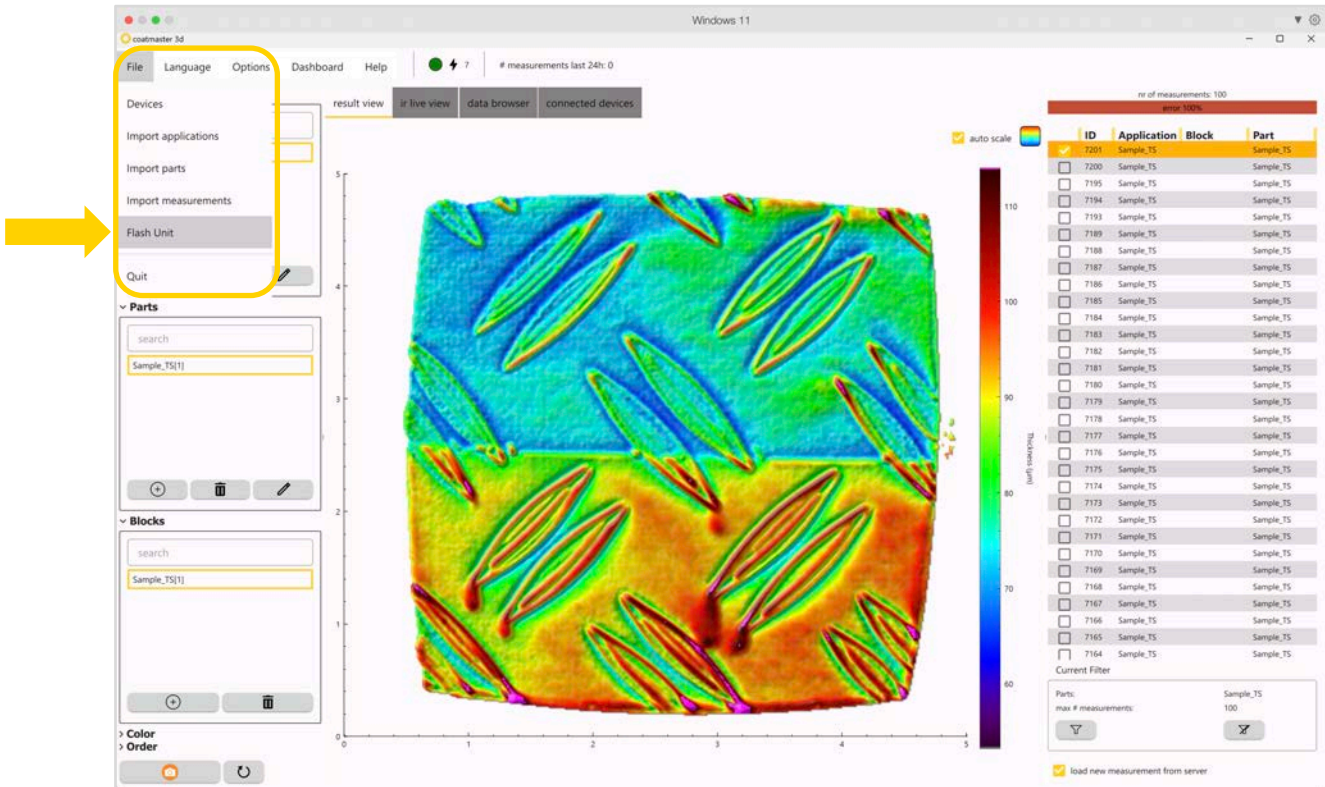 Windows 11
coatmaster 3d
File Language Options Dashboard Help 7 # measurements last 24h: 0
Devices
Import applications
Import parts
Import measurements
Flash Unit
Quit
Parts
search
Sample_TS[1]
Blocks
search
Sample_TS[1]
Color
Order
result view ir live view data browser connected devices
auto scale
5
4
3
2
1
0
0 1 2 3 4 5
110
100
90
80
70
60
Thickness (µm)
nr of measurements: 100
error 100%
ID Application Block Part
7201 Sample_TS Sample_TS
7200 Sample_TS Sample_TS
7195 Sample_TS Sample_TS
7194 Sample_TS Sample_TS
7193 Sample_TS Sample_TS
7189 Sample_TS Sample_TS
7188 Sample_TS Sample_TS
7187 Sample_TS Sample_TS
7186 Sample_TS Sample_TS
7185 Sample_TS Sample_TS
7184 Sample_TS Sample_TS
7183 Sample_TS Sample_TS
7182 Sample_TS Sample_TS
7181 Sample_TS Sample_TS
7180 Sample_TS Sample_TS
7179 Sample_TS Sample_TS
7178 Sample_TS Sample_TS
7177 Sample_TS Sample_TS
7176 Sample_TS Sample_TS
7175 Sample_TS Sample_TS
7174 Sample_TS Sample_TS
7173 Sample_TS Sample_TS
7172 Sample_TS Sample_TS
7171 Sample_TS Sample_TS
7170 Sample_TS Sample_TS
7169 Sample_TS Sample_TS
7168 Sample_TS Sample_TS
7167 Sample_TS Sample_TS
7166 Sample_TS Sample_TS
7165 Sample_TS Sample_TS
7164 Sample_TS Sample_TS
Current Filter
Parts: Sample_TS
max # measurements: 100
load new measurement from server